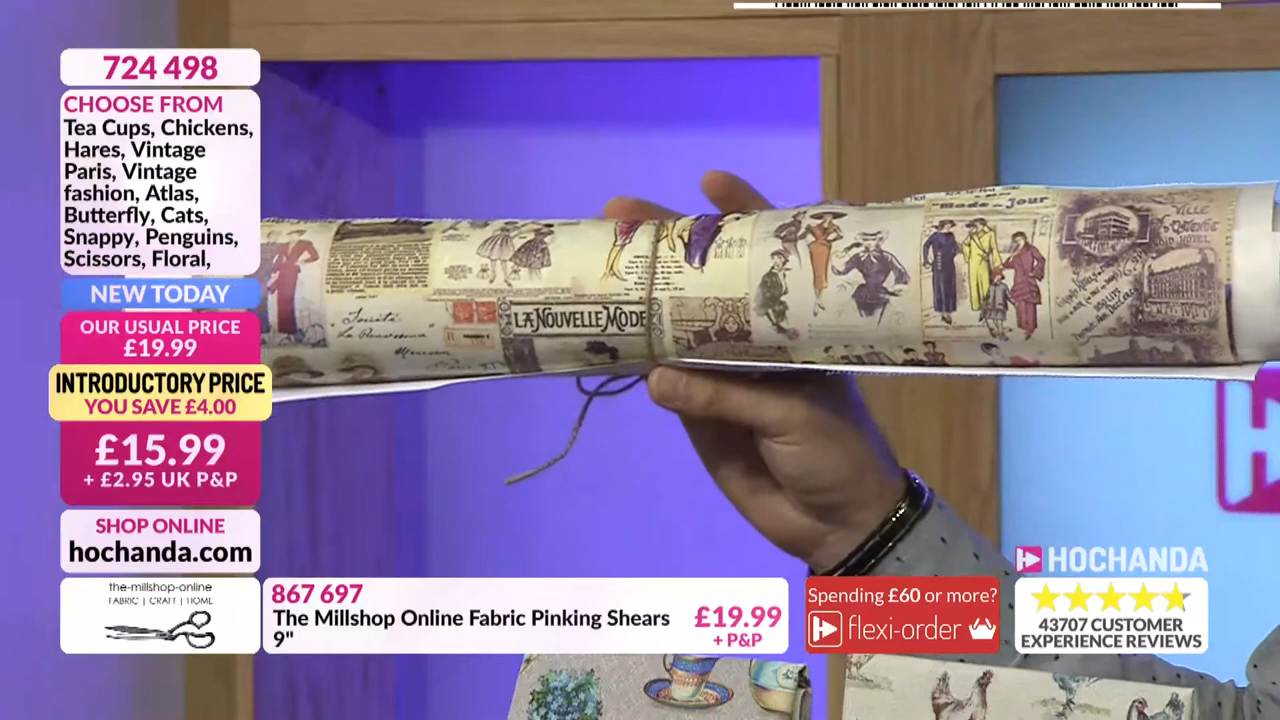 724 498
CHOOSE FROM
Tea Cups, Chickens,
Hares, Vintage
Paris, Vintage
fashion, Atlas,
Butterfly, Cats,
Snappy, Penguins,
Scissors, Floral,
NEW TODAY
OUR USUAL PRICE
£19.99
INTRODUCTORY PRICE
YOU SAVE £4.00
£15.99
+ £2.95 UK P&P
SHOP ONLINE
hochanda.com
the-millshop-online
FABRIC | CRAFT | HOME
867 697
The Millshop Online Fabric Pinking Shears
9"
£19.99
+ P&P
Spending £60 or more?
flexi-order
HOCHANDA
43707 CUSTOMER
EXPERIENCE REVIEWS
LA NOUVELLE MODE